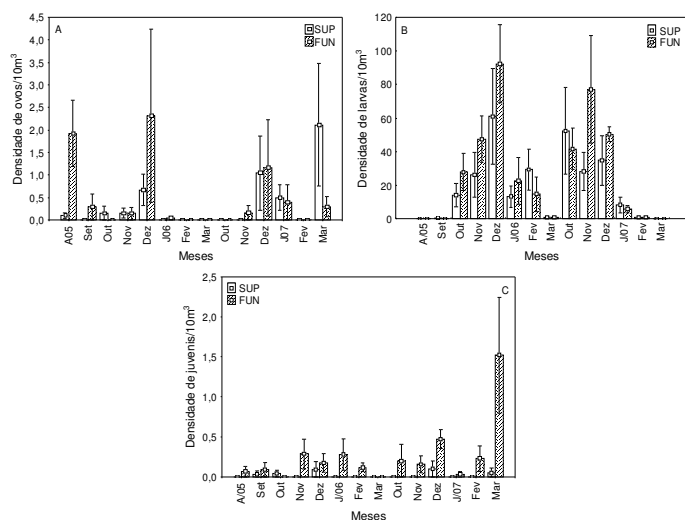 4,5
4,0
3,5
3,0
2,5
2,0
1,5
1,0
0,5
0,0
Densidade de ovos/10m³
A
SUP
FUN
A05
Set
Out
Nov
Dez
J06
Fev
Mar
Out
Nov
Dez
J07
Fev
Mar
Meses
120
100
80
60
40
20
0
Densidade de larvas/10m³
B
SUP
FUN
A/05
Set
Out
Nov
Dez
J/06
Fev
Mar
Out
Nov
Dez
J/07
Fev
Mar
Meses
2,5
2,0
1,5
1,0
0,5
0,0
Densidade de juvenis/10m³
SUP
FUN
C
A/05
Set
Out
Nov
Dez
J/06
Fev
Mar
Out
Nov
Dez
J/07
Fev
Mar
Meses